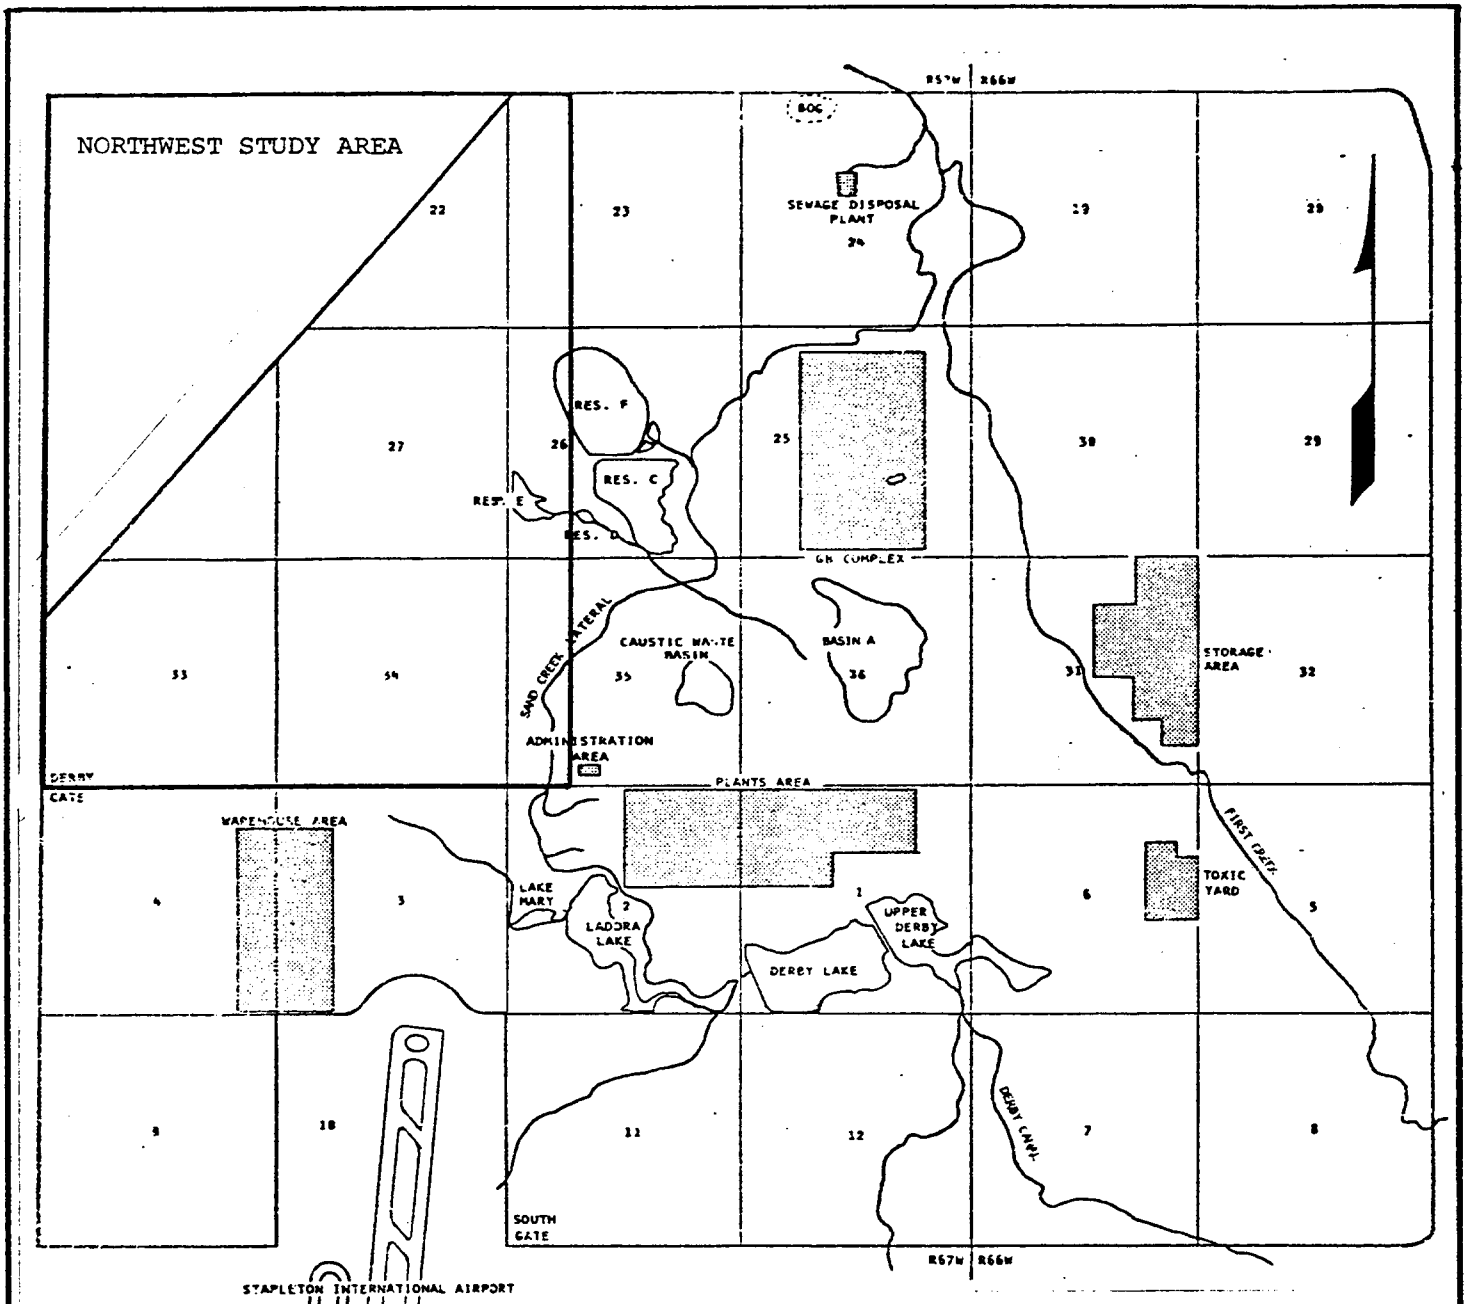 R57W R66W
BOG
NORTHWEST STUDY AREA
SEWAGE DISPOSAL
PLANT
22
23
24
19
RES. F
27
26
25
30
29
RES. C
RES. E
RES. D
GB COMPLEX
SAND CREEK LATERAL
CAUSTIC WASTE
BASIN
BASIN A
STORAGE
AREA
33
34
35
36
31
32
ADMINISTRATION
AREA
DERBY
GATE
PLANTS AREA
WAREHOUSE AREA
FIRST CREEK
TOXIC
YARD
LAKE
MARY
4
3
2
1
6
5
LADORA
LAKE
UPPER
DERBY
LAKE
DERBY LAKE
DERBY CANAL
9
10
11
12
7
8
SOUTH
GATE
R67W R66W
STAPLETON INTERNATIONAL AIRPORT